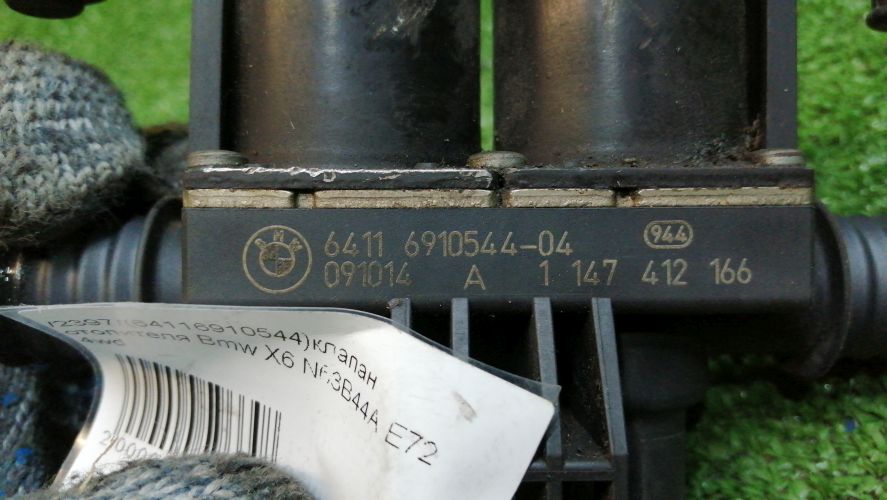 BMW
6411 6910544-04
944
091014 A 1 147 412 166
(64116910544)клапан
отопителя Bmw X6 N63B44A E72
4wd